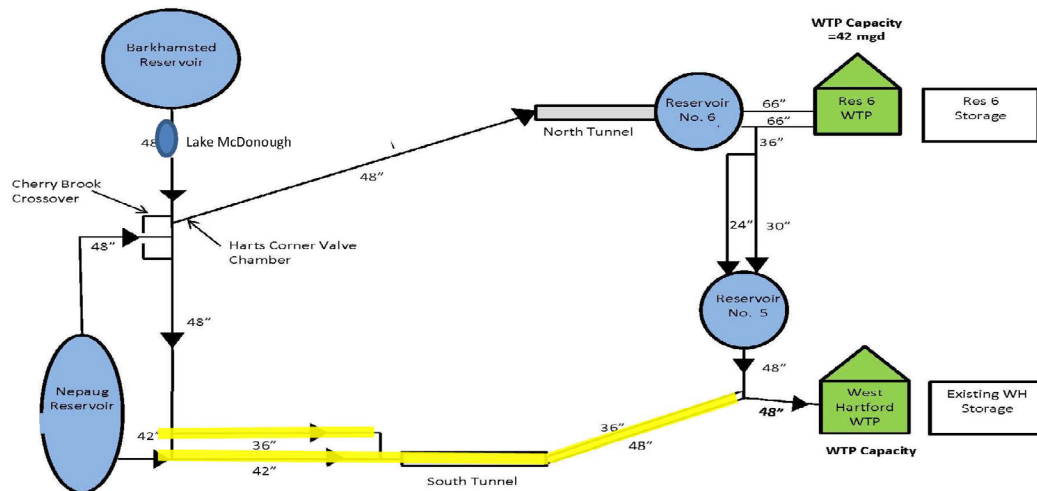 WTP Capacity
=42 mgd
Barkhamsted
Reservoir
Reservoir
No. 6
66”
66”
Res 6
WTP
Res 6
Storage
North Tunnel
36”
48”
Lake McDonough
48”
Cherry Brook
Crossover
24”
30”
48”
Harts Corner Valve
Chamber
Reservoir
No. 5
48”
48”
Nepaug
Reservoir
48”
West
Hartford
WTP
Existing WH
Storage
42”
36”
36”
48”
42”
South Tunnel
WTP Capacity